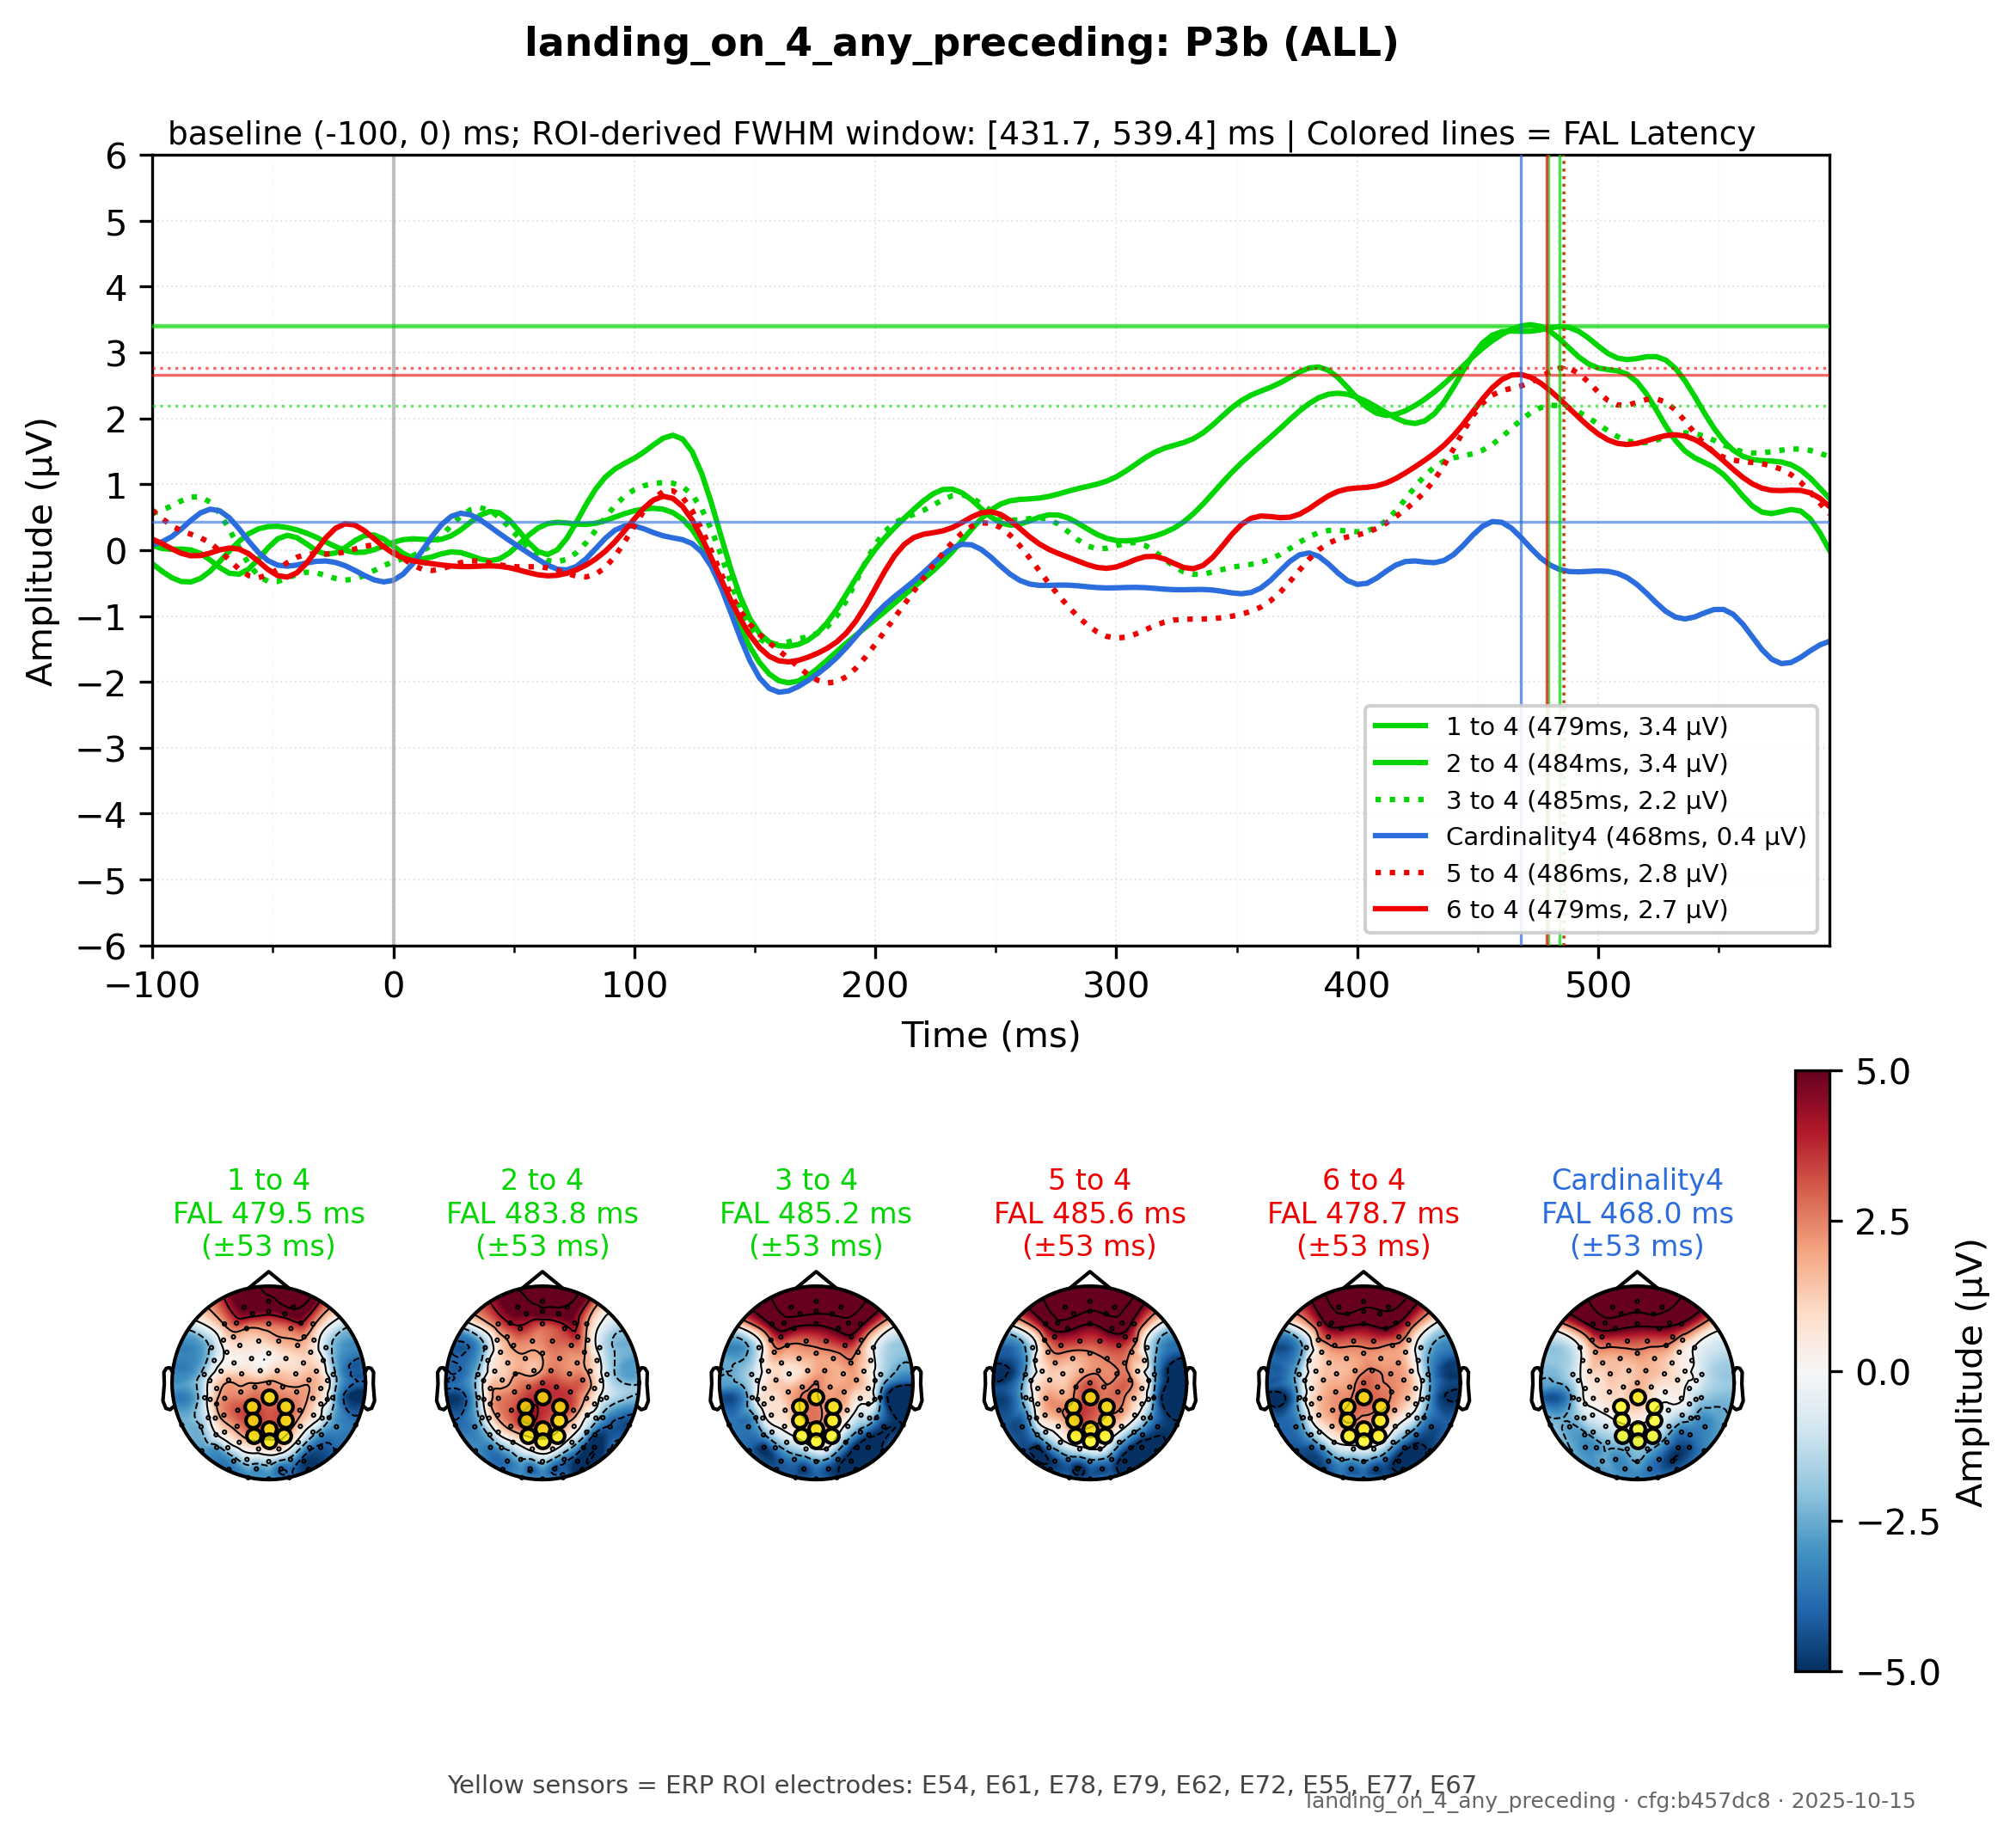 landing_on_4_any_preceding: P3b (ALL)
baseline (-100, 0) ms; ROI-derived FWHM window: [431.7, 539.4] ms | Colored lines = FAL Latency
6
5
4
3
2
1
0
−1
−2
−3
−4
−5
−6
Amplitude (µV)
1 to 4 (479ms, 3.4 µV)
2 to 4 (484ms, 3.4 µV)
3 to 4 (485ms, 2.2 µV)
Cardinality4 (468ms, 0.4 µV)
5 to 4 (486ms, 2.8 µV)
6 to 4 (479ms, 2.7 µV)
−100 0 100 200 300 400 500
Time (ms)
1 to 4
FAL 479.5 ms
(±53 ms)
2 to 4
FAL 483.8 ms
(±53 ms)
3 to 4
FAL 485.2 ms
(±53 ms)
5 to 4
FAL 485.6 ms
(±53 ms)
6 to 4
FAL 478.7 ms
(±53 ms)
Cardinality4
FAL 468.0 ms
(±53 ms)
5.0
2.5
0.0
−2.5
−5.0
Amplitude (µV)
Yellow sensors = ERP ROI electrodes: E54, E61, E78, E79, E62, E72, E55, E77, E67
landing_on_4_any_preceding · cfg:b457dc8 · 2025-10-15